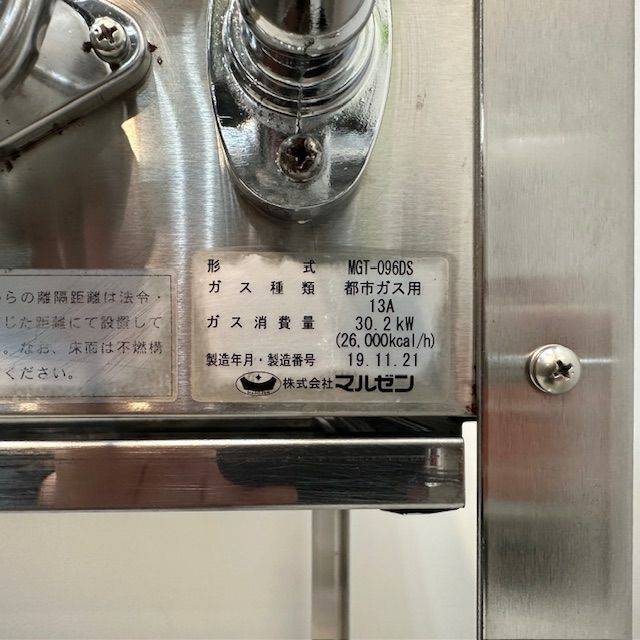 らの離隔距離は法令・
じた距離にて設置して
。なお、床面は不燃構
ください。
形 式 MGT-096DS
ガス種類 都市ガス用
13A
ガス消費量 30.2kW
(26,000kcal/h)
製造年月・製造番号 19.11.21
株式会社マルゼン